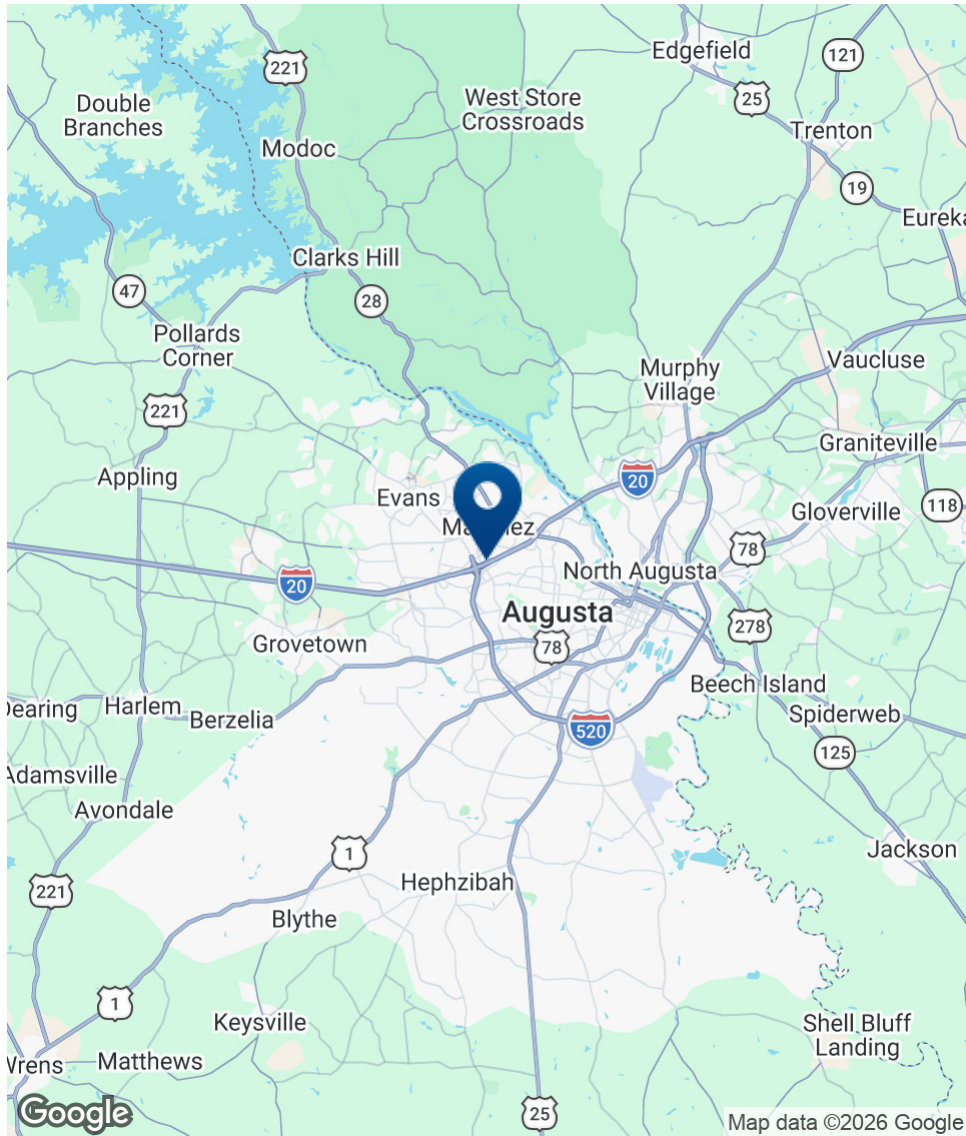 Edgefield
121
221
25
Double
Branches
West Store
Crossroads
Trenton
Modoc
19
Eureka
Clarks Hill
47
28
Pollards
Corner
Murphy
Village
Vaucluse
221
Graniteville
Appling
20
Evans
118
Gloverville
78
20
North Augusta
Augusta
278
Grovetown
78
Beech Island
Harlem
Berzelia
Spiderweb
520
125
Avondale
1
Jackson
221
Hephzibah
Blythe
1
Keysville
Shell Bluff
Landing
Matthews
25
Google
Map data ©2026 Google